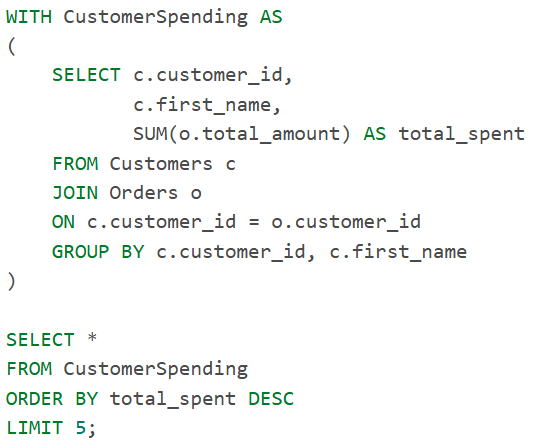 WITH CustomerSpending AS
(
    SELECT c.customer_id,
           c.first_name,
           SUM(o.total_amount) AS total_spent
    FROM Customers c
    JOIN Orders o
    ON c.customer_id = o.customer_id
    GROUP BY c.customer_id, c.first_name
)

SELECT *
FROM CustomerSpending
ORDER BY total_spent DESC
LIMIT 5;